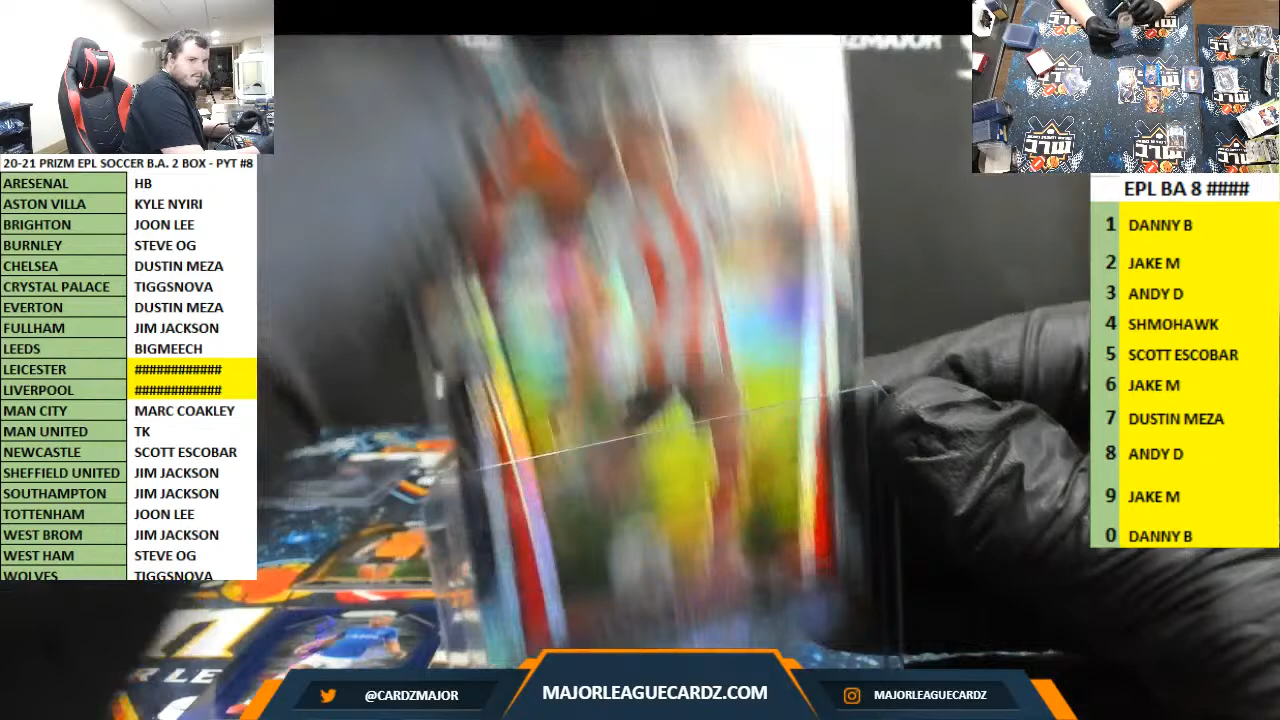 20-21 PRIZM EPL SOCCER B.A. 2 BOX - PYT #8
ARESENAL HB
ASTON VILLA KYLE NYIRI
BRIGHTON JOON LEE
BURNLEY STEVE OG
CHELSEA DUSTIN MEZA
CRYSTAL PALACE TIGGSNOVA
EVERTON DUSTIN MEZA
FULLHAM JIM JACKSON
LEEDS BIGMEECH
LEICESTER ############
LIVERPOOL ############
MAN CITY MARC COAKLEY
MAN UNITED TK
NEWCASTLE SCOTT ESCOBAR
SHEFFIELD UNITED JIM JACKSON
SOUTHAMPTON JIM JACKSON
TOTTENHAM JOON LEE
WEST BROM JIM JACKSON
WEST HAM STEVE OG
WOLVES TIGGSNOVA
EPL BA 8 ####
1 DANNY B
2 JAKE M
3 ANDY D
4 SHMOHAWK
5 SCOTT ESCOBAR
6 JAKE M
7 DUSTIN MEZA
8 ANDY D
9 JAKE M
0 DANNY B
@CARDZMAJOR
MAJORLEAGUECARDZ.COM
MAJORLEAGUECARDZ